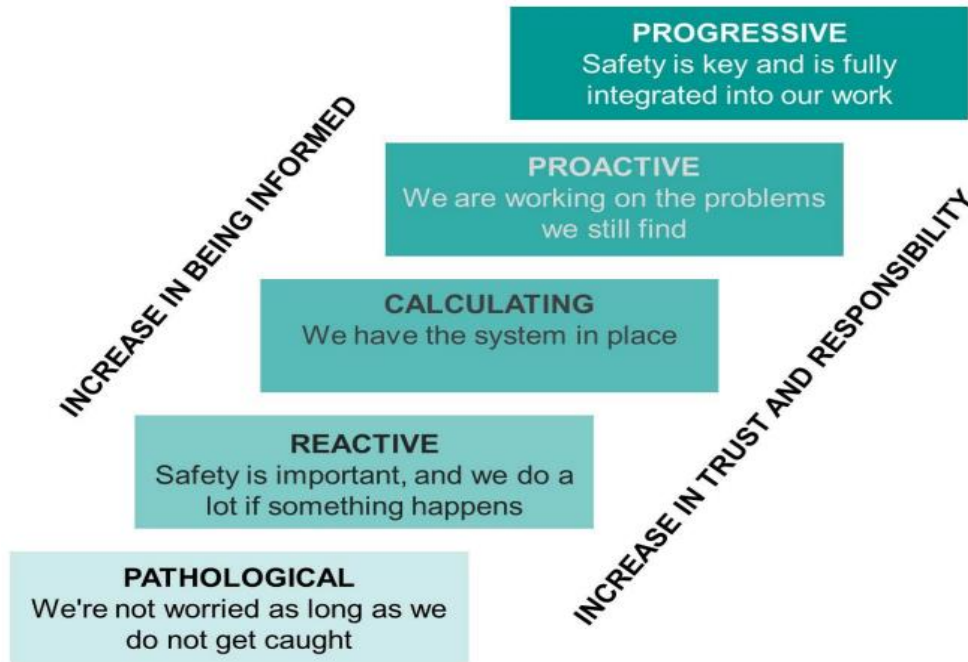 PROGRESSIVE
Safety is key and is fully
integrated into our work
INCREASE IN BEING INFORMED
PROACTIVE
We are working on the problems
we still find
CALCULATING
We have the system in place
INCREASE IN TRUST AND RESPONSIBILITY
REACTIVE
Safety is important, and we do a
lot if something happens
PATHOLOGICAL
We're not worried as long as we
do not get caught